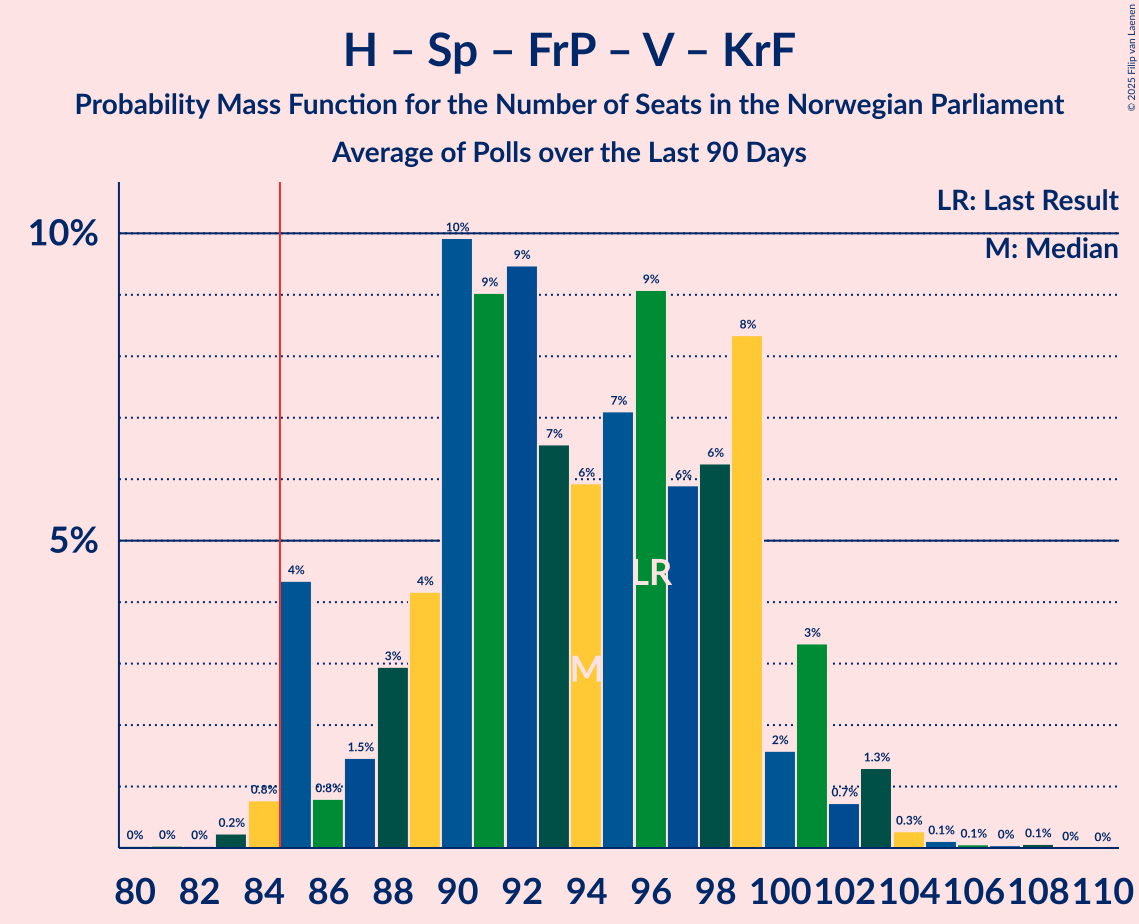 H – Sp – FrP – V – KrF
Probability Mass Function for the Number of Seats in the Norwegian Parliament
Average of Polls over the Last 90 Days
© 2025 Filip van Laenen
LR: Last Result
M: Median
10%
5%
0% 0% 0% 0.2% 0.8% 4% 0.8% 1.5% 3% 4% 10% 9% 9% 7% 6% 7% 9% 6% 6% 8% 2% 3% 0.7% 1.3% 0.3% 0.1% 0.1% 0% 0.1% 0% 0%
LR
M
80 82 84 86 88 90 92 94 96 98 100 102 104 106 108 110